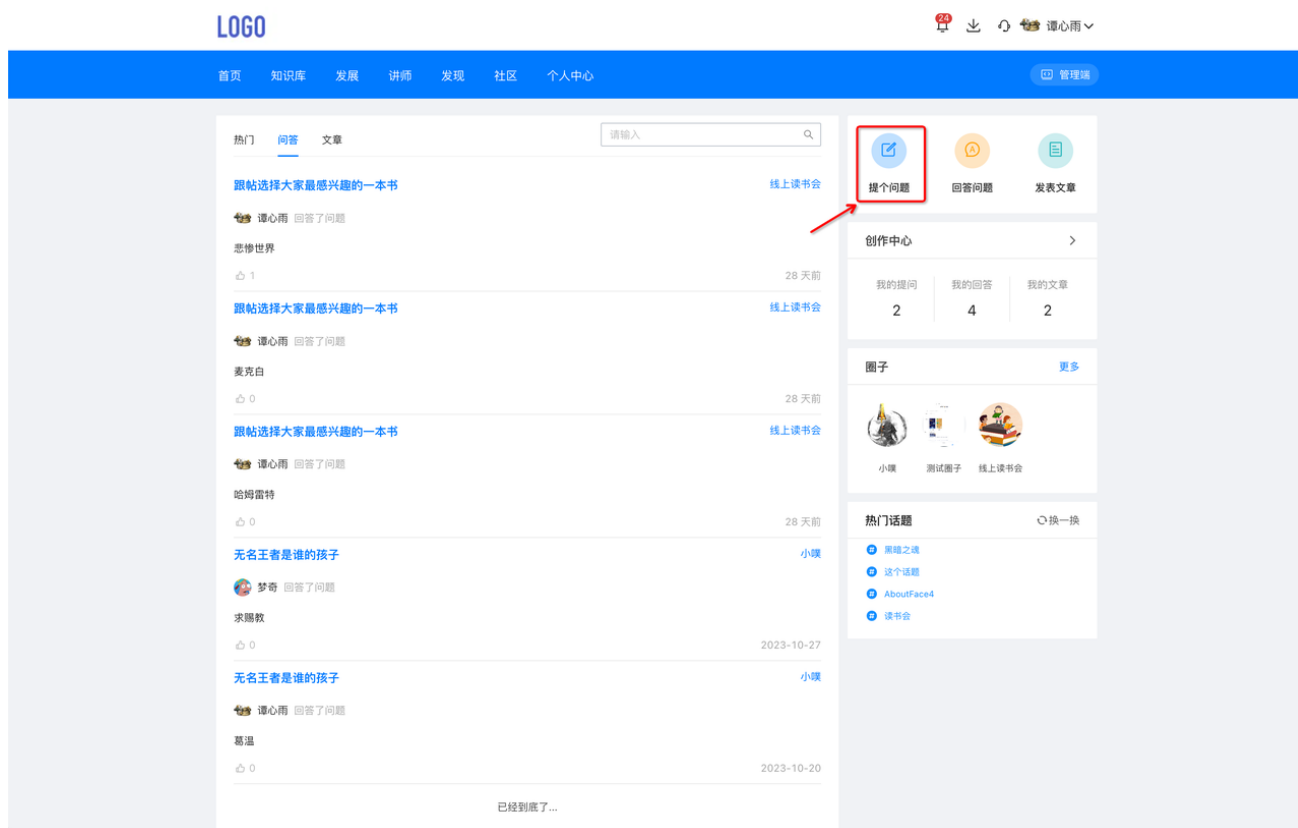 LOGO
24
谭心雨
首页 知识库 发展 讲师 发现 社区 个人中心
管理端
热门 问答 文章
请输入
跟帖选择大家最感兴趣的一本书 线上读书会
谭心雨 回答了问题
悲惨世界
1 28 天前
跟帖选择大家最感兴趣的一本书 线上读书会
谭心雨 回答了问题
麦克白
0 28 天前
跟帖选择大家最感兴趣的一本书 线上读书会
谭心雨 回答了问题
哈姆雷特
0 28 天前
无名王者是谁的孩子 小噗
梦奇 回答了问题
求赐教
0 2023-10-27
无名王者是谁的孩子 小噗
谭心雨 回答了问题
葛温
0 2023-10-20
已经到底了...
提个问题 回答问题 发表文章
创作中心
我的提问 我的回答 我的文章
2 4 2
圈子 更多
小噗 测试圈子 线上读书会
热门话题 换一换
# 黑暗之魂
# 这个话题
# AboutFace4
# 读书会